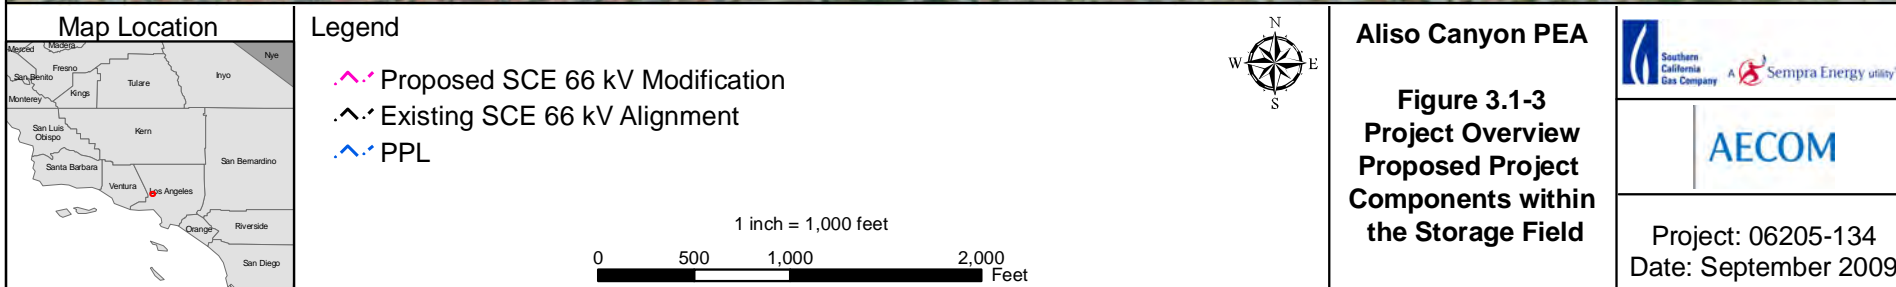 Map Location
Merced
Madera
Nye
Fresno
San Benito
Tulare
Inyo
Kings
Monterey
San Luis
Obispo
Kern
Santa Barbara
San Bernardino
Ventura
Los Angeles
Orange
Riverside
San Diego
Legend
Proposed SCE 66 kV Modification
Existing SCE 66 kV Alignment
PPL
N
W
E
S
1 inch = 1,000 feet
0 500 1,000 2,000
Feet
Aliso Canyon PEA
Figure 3.1-3
Project Overview
Proposed Project
Components within
the Storage Field
Southern
California
Gas Company
A Sempra Energy utility
AECOM
Project: 06205-134
Date: September 2009